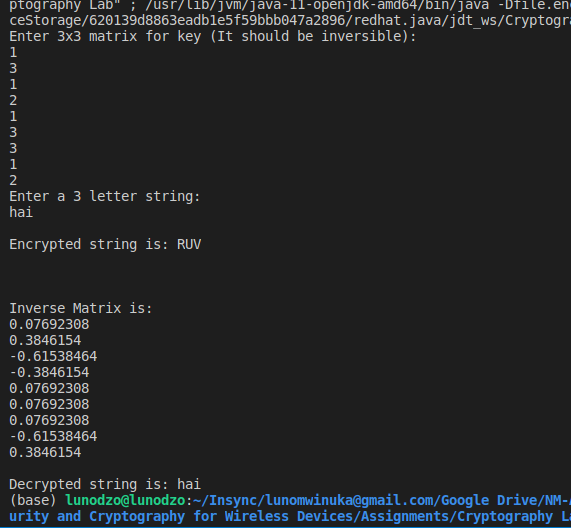 ptography Lab" ; /usr/lib/jvm/java-11-openjdk-amd64/bin/java -Dfile.enc
ceStorage/620139d8863eadb1e5f59bbb047a2896/redhat.java/jdt_ws/Cryptogra
Enter 3x3 matrix for key (It should be inversible):
1
3
1
2
1
3
3
1
2
Enter a 3 letter string:
hai
Encrypted string is: RUV
Inverse Matrix is:
0.07692308
0.3846154
-0.61538464
-0.3846154
0.07692308
0.07692308
0.07692308
-0.61538464
0.3846154
Decrypted string is: hai
(base) lunodzo@lunodzo:~/Insync/lunomwinuka@gmail.com/Google Drive/NM-
urity and Cryptography for Wireless Devices/Assignments/Cryptography La